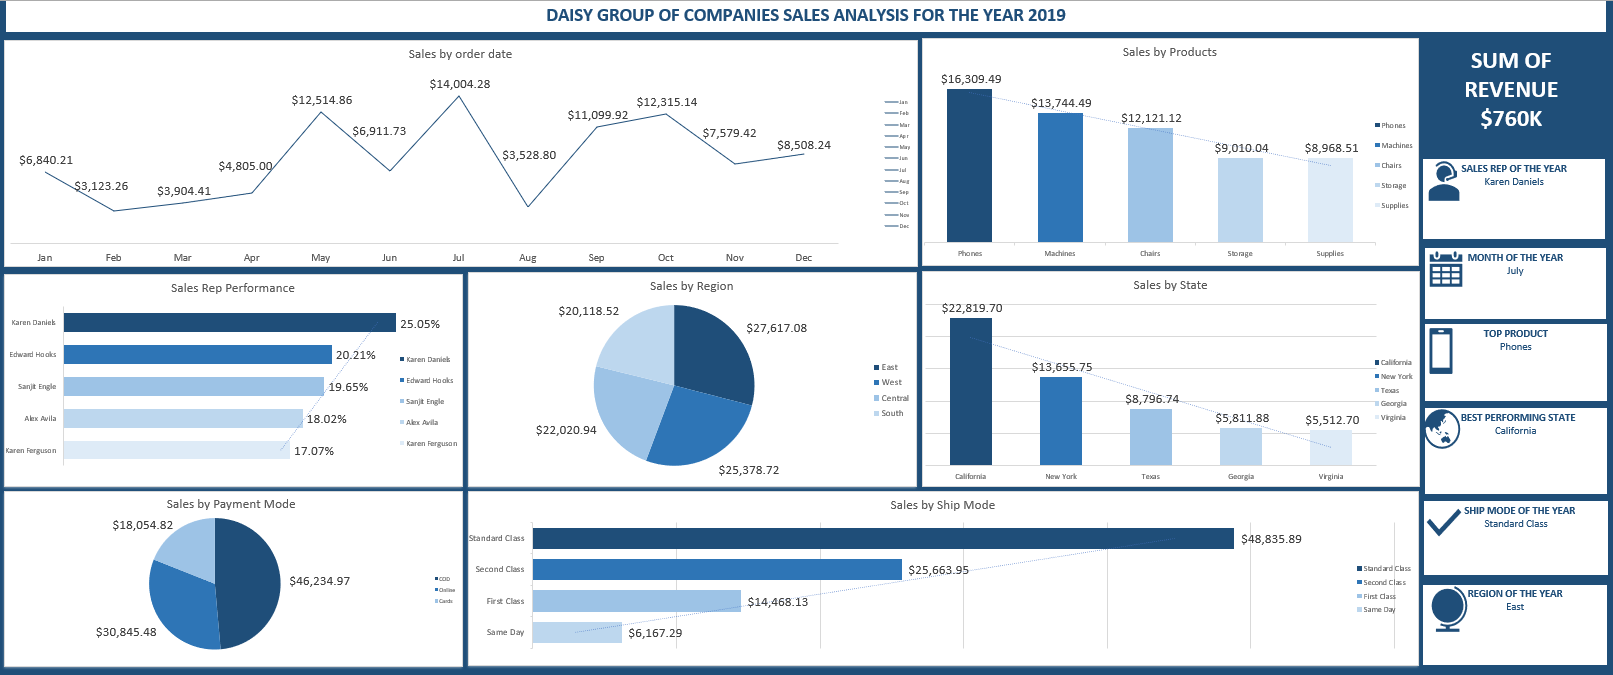 DAISY GROUP OF COMPANIES SALES ANALYSIS FOR THE YEAR 2019
Sales by order date
$6,840.21
$3,123.26
$3,904.41
$4,805.00
$12,514.86
$6,911.73
$14,004.28
$3,528.80
$11,099.92
$12,315.14
$7,579.42
$8,508.24
Jan
Feb
Mar
Apr
May
Jun
Jul
Aug
Sep
Oct
Nov
Dec
Jan
Feb
Mar
Apr
May
Jun
Jul
Aug
Sep
Oct
Nov
Dec
Sales by Products
$16,309.49
$13,744.49
$12,121.12
$9,010.04
$8,968.51
Phones
Machines
Chairs
Storage
Supplies
Phones
Machines
Chairs
Storage
Supplies
SUM OF
REVENUE
$760K
SALES REP OF THE YEAR
Karen Daniels
MONTH OF THE YEAR
July
TOP PRODUCT
Phones
BEST PERFORMING STATE
California
SHIP MODE OF THE YEAR
Standard Class
REGION OF THE YEAR
East
Sales Rep Performance
Karen Daniels
25.05%
Edward Hooks
20.21%
Sanjit Engle
19.65%
Alex Avila
18.02%
Karen Ferguson
17.07%
Karen Daniels
Edward Hooks
Sanjit Engle
Alex Avila
Karen Ferguson
Sales by Region
$20,118.52
$27,617.08
$22,020.94
$25,378.72
East
West
Central
South
Sales by State
$22,819.70
$13,655.75
$8,796.74
$5,811.88
$5,512.70
California
New York
Texas
Georgia
Virginia
California
New York
Texas
Georgia
Virginia
Sales by Payment Mode
$18,054.82
$46,234.97
$30,845.48
COD
Online
Cards
Sales by Ship Mode
Standard Class
$48,835.89
Second Class
$25,663.95
First Class
$14,468.13
Same Day
$6,167.29
Standard Class
Second Class
First Class
Same Day